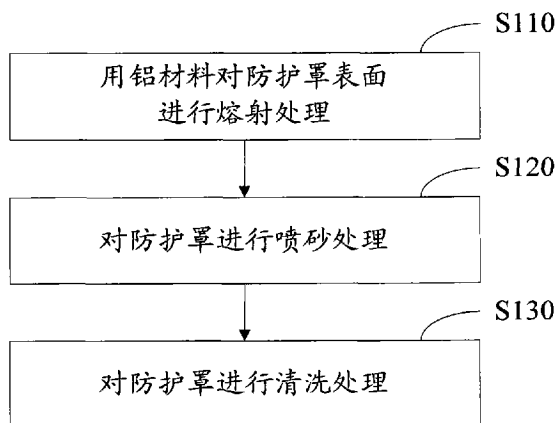 S110
用铝材料对防护罩表面
进行熔射处理
S120
对防护罩进行喷砂处理
S130
对防护罩进行清洗处理